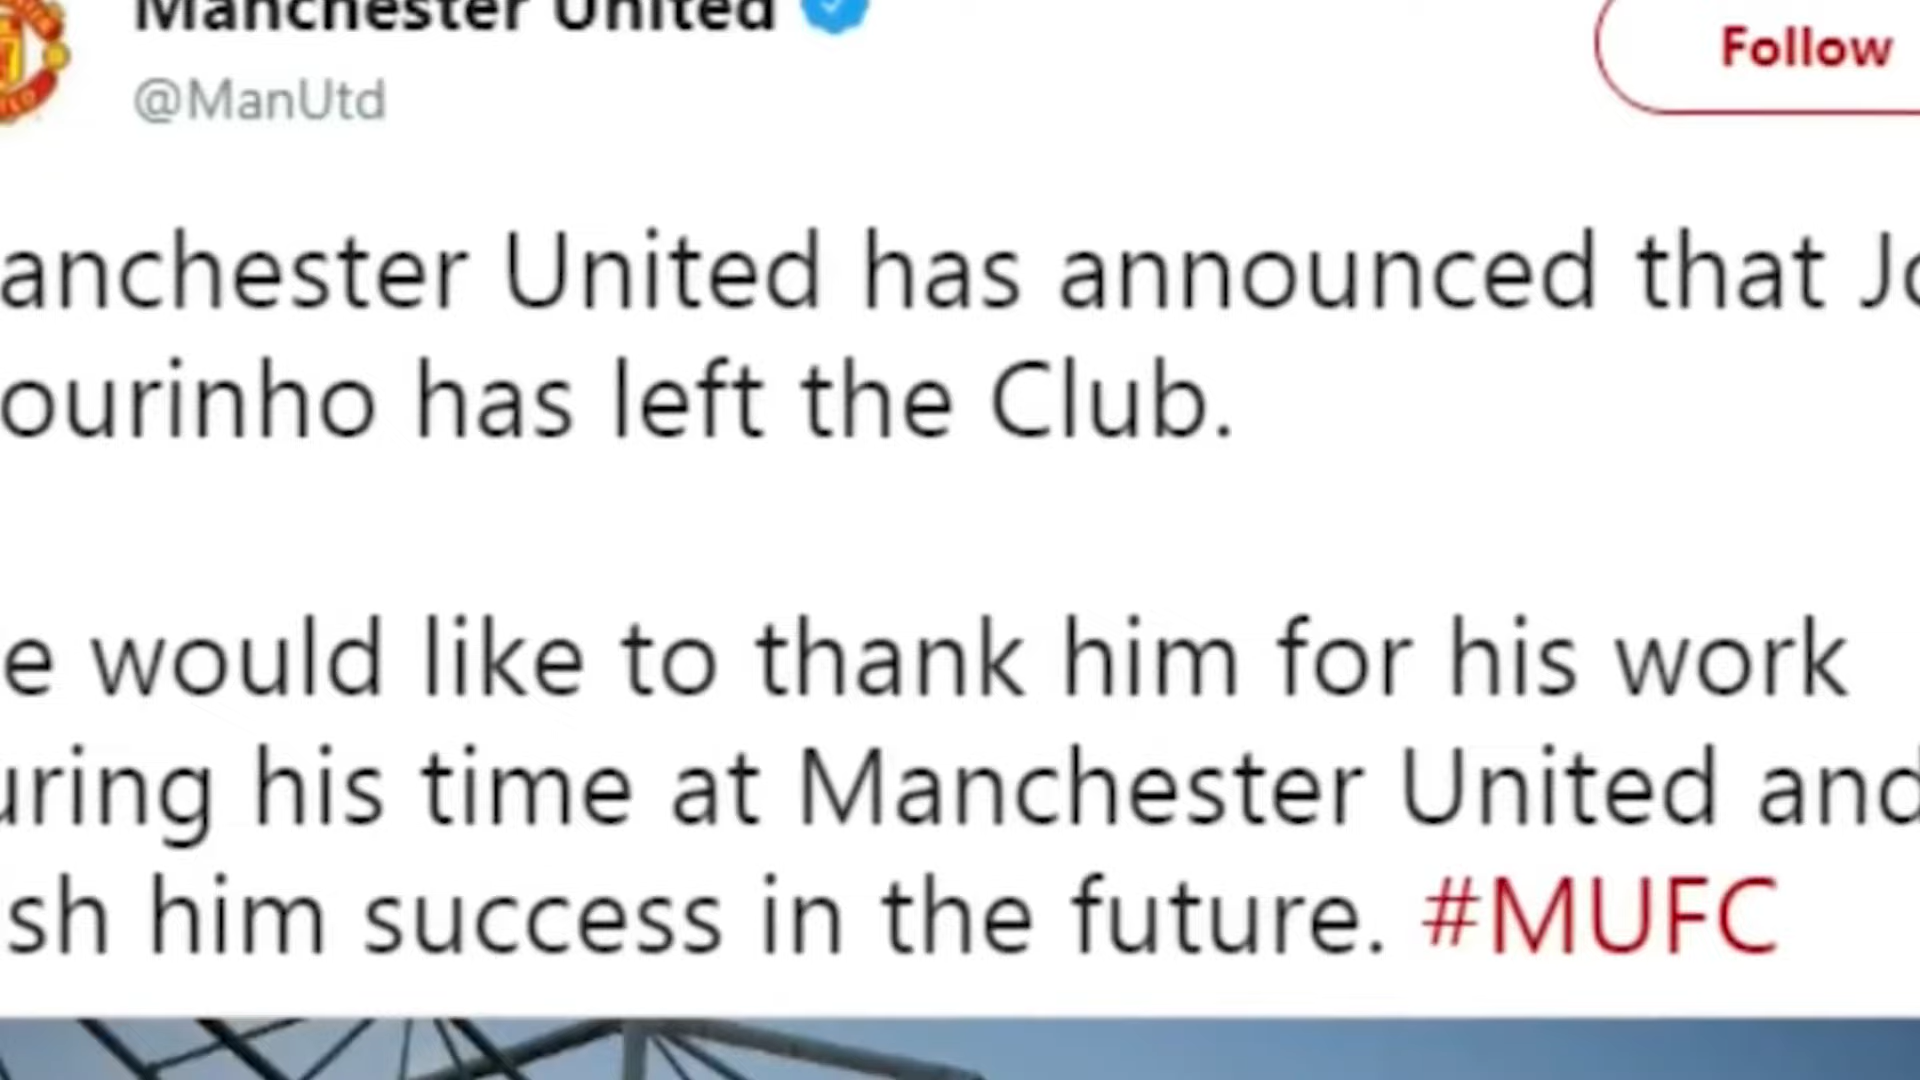 Manchester United
@ManUtd
Follow
anchester United has announced that Jo
ourinho has left the Club.
e would like to thank him for his work
uring his time at Manchester United and
sh him success in the future. #MUFC